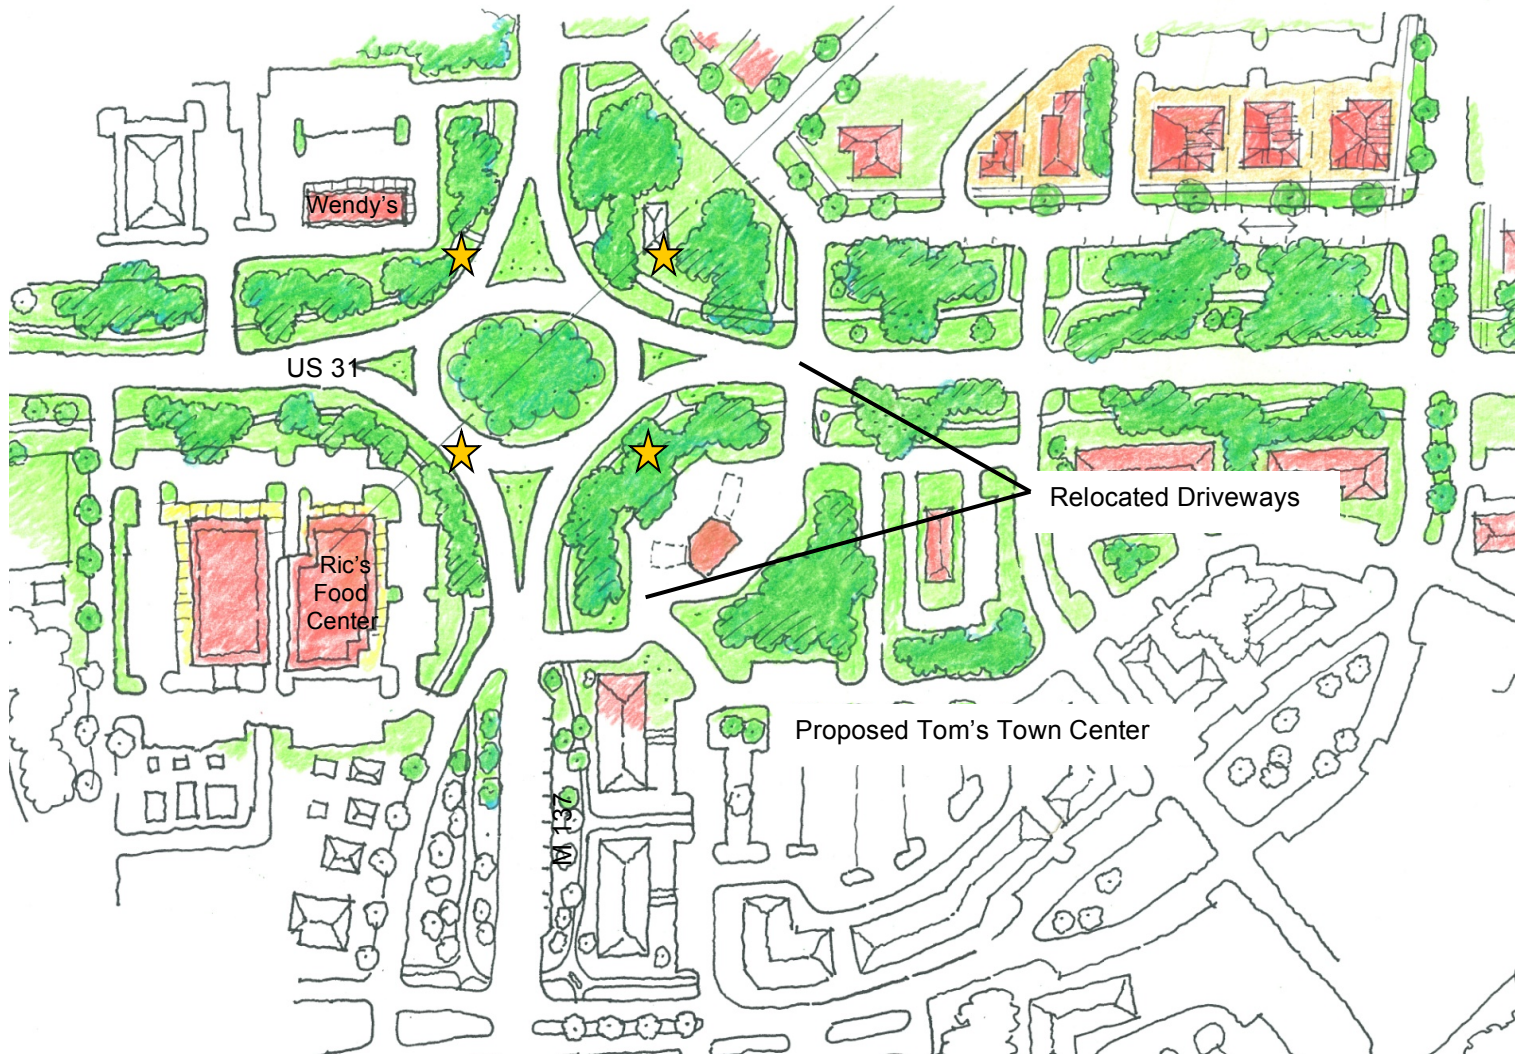 Wendy's
US 31
Relocated Driveways
Ric's
Food
Center
Proposed Tom's Town Center
M 137